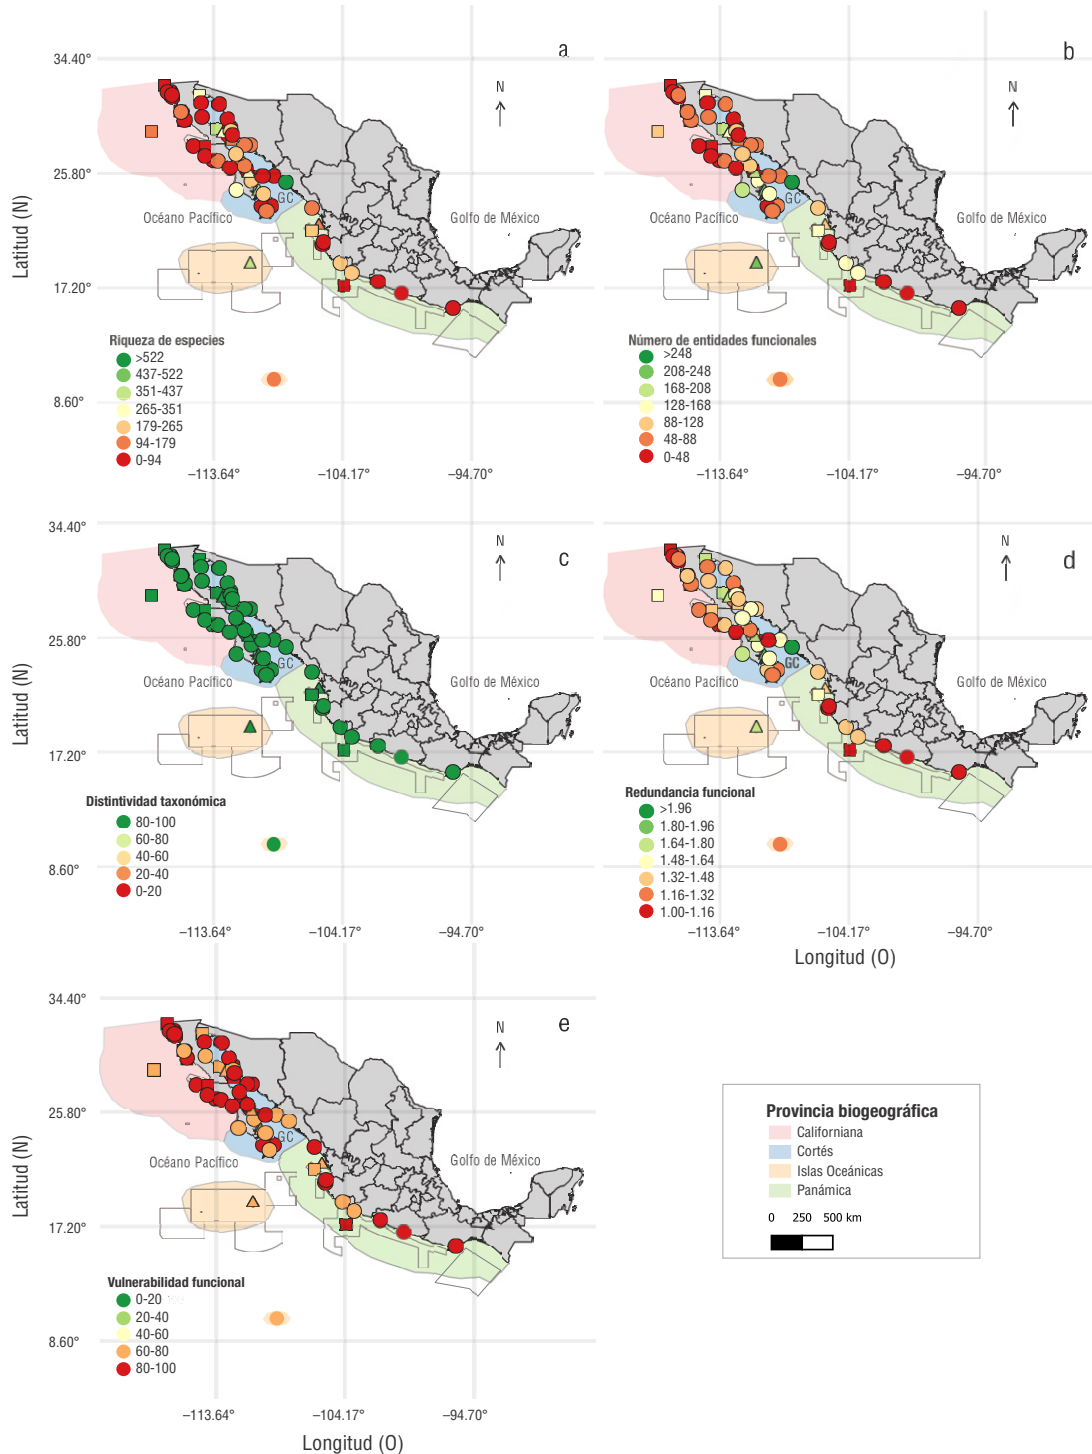 a
34.40°
N
25.80°
GC
Océano Pacífico
Golfo de México
Latitud (N)
17.20°
Riqueza de especies
>522
437-522
351-437
265-351
179-265
94-179
0-94
8.60°
−113.64°
−104.17°
−94.70°
b
N
Océano Pacífico
Golfo de México
Número de entidades funcionales
>248
208-248
168-208
128-168
88-128
48-88
0-48
−113.64°
−104.17°
−94.70°
c
34.40°
N
25.80°
GC
Océano Pacífico
Golfo de México
Latitud (N)
17.20°
Distintividad taxonómica
80-100
60-80
40-60
20-40
0-20
8.60°
−113.64°
−104.17°
−94.70°
d
N
GC
Océano Pacífico
Golfo de México
Redundancia funcional
>1.96
1.80-1.96
1.64-1.80
1.48-1.64
1.32-1.48
1.16-1.32
1.00-1.16
−113.64°
−104.17°
−94.70°
Longitud (O)
e
34.40°
N
25.80°
GC
Océano Pacífico
Golfo de México
Latitud (N)
17.20°
Vulnerabilidad funcional
0-20
20-40
40-60
60-80
80-100
8.60°
−113.64°
−104.17°
−94.70°
Longitud (O)
Provincia biogeográfica
Californiana
Cortés
Islas Oceánicas
Panámica
0 250 500 km